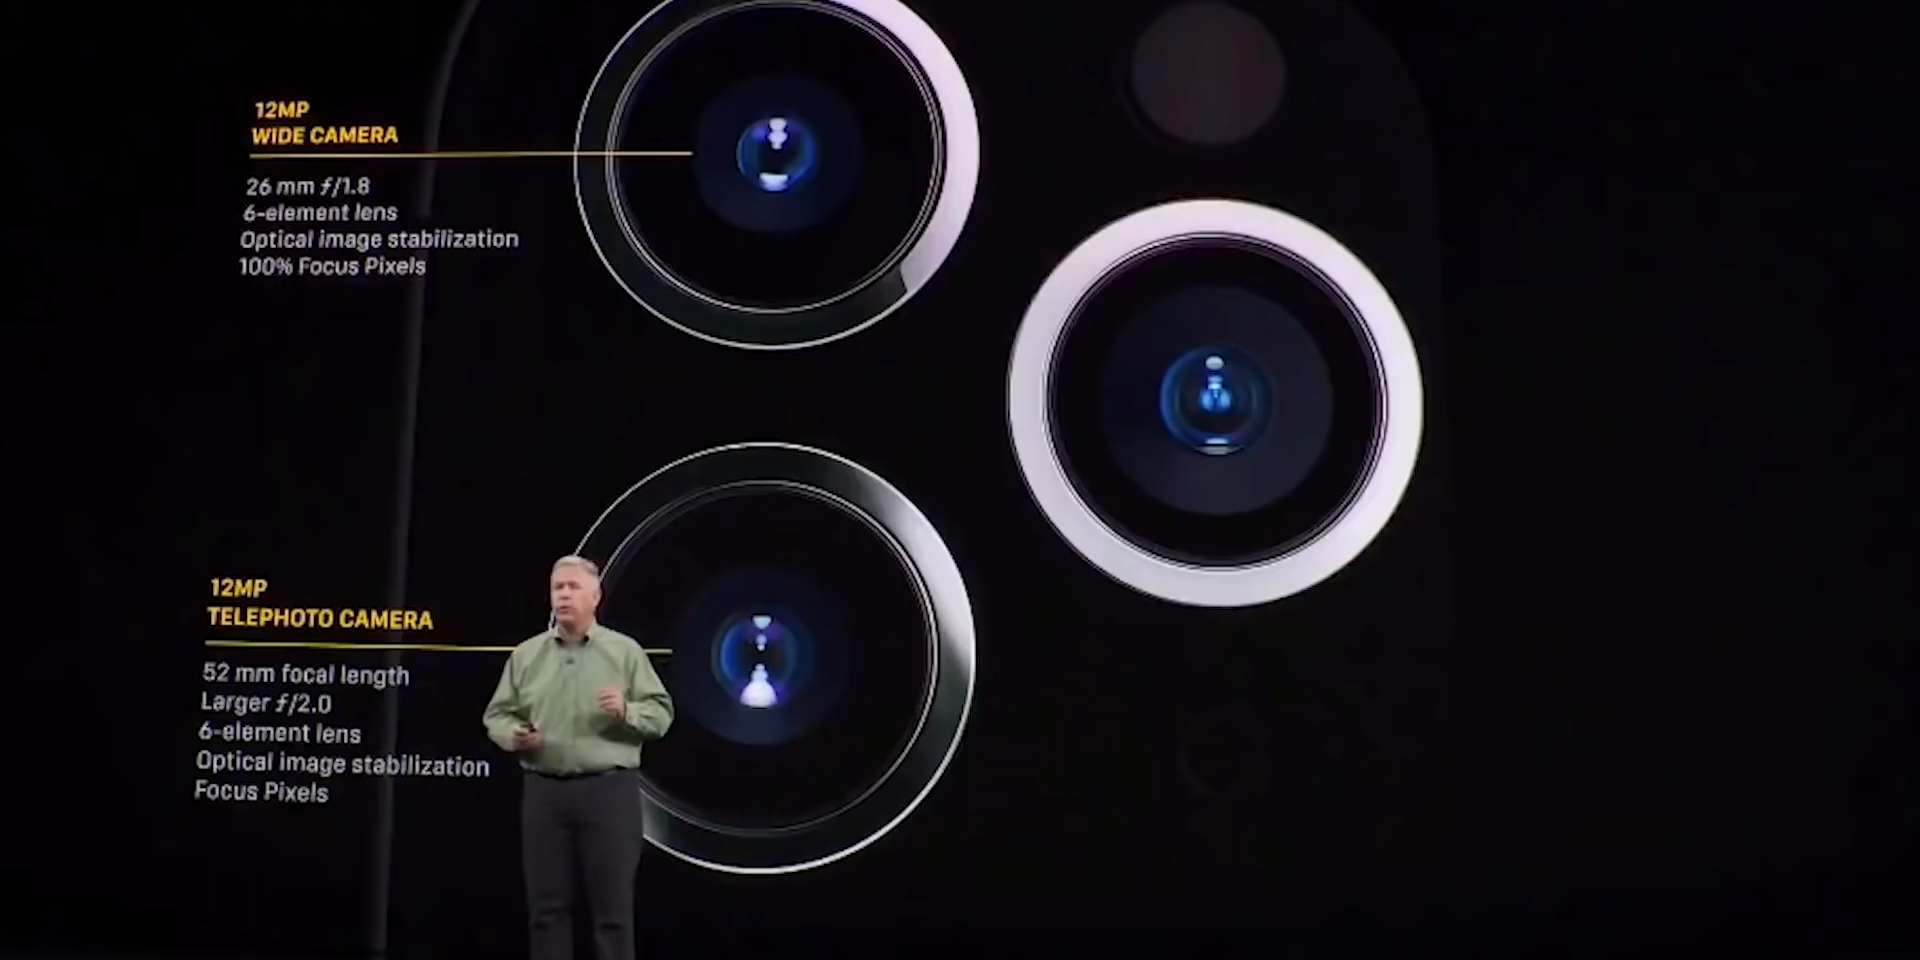 12MP
WIDE CAMERA
26 mm ƒ/1.8
6-element lens
Optical image stabilization
100% Focus Pixels
12MP
TELEPHOTO CAMERA
52 mm focal length
Larger ƒ/2.0
6-element lens
Optical image stabilization
Focus Pixels